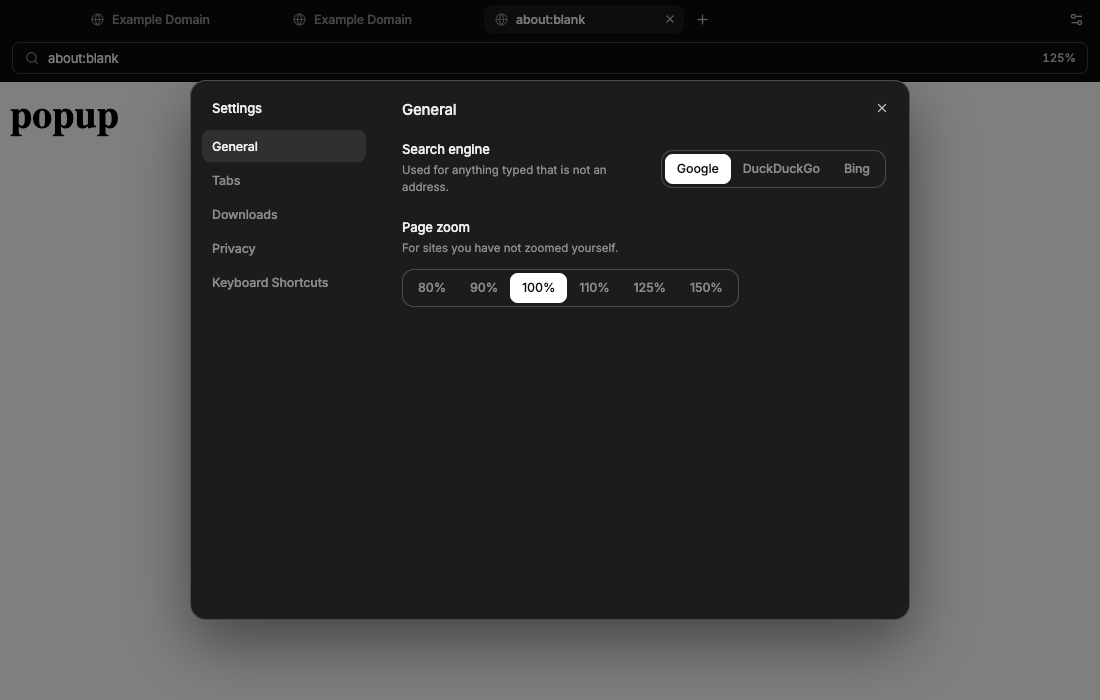 Example Domain
Example Domain
about:blank
about:blank
125%
popup
Settings
General
Tabs
Downloads
Privacy
Keyboard Shortcuts
General
Search engine
Used for anything typed that is not an
address.
Google DuckDuckGo Bing
Page zoom
For sites you have not zoomed yourself.
80% 90% 100% 110% 125% 150%